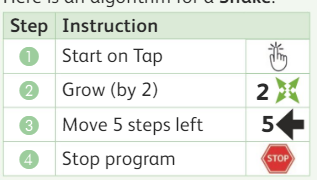 Here is an algorithm for a Snake.
Step Instruction
1 Start on Tap
2 Grow (by 2) 2
3 Move 5 steps left 5
4 Stop program STOP